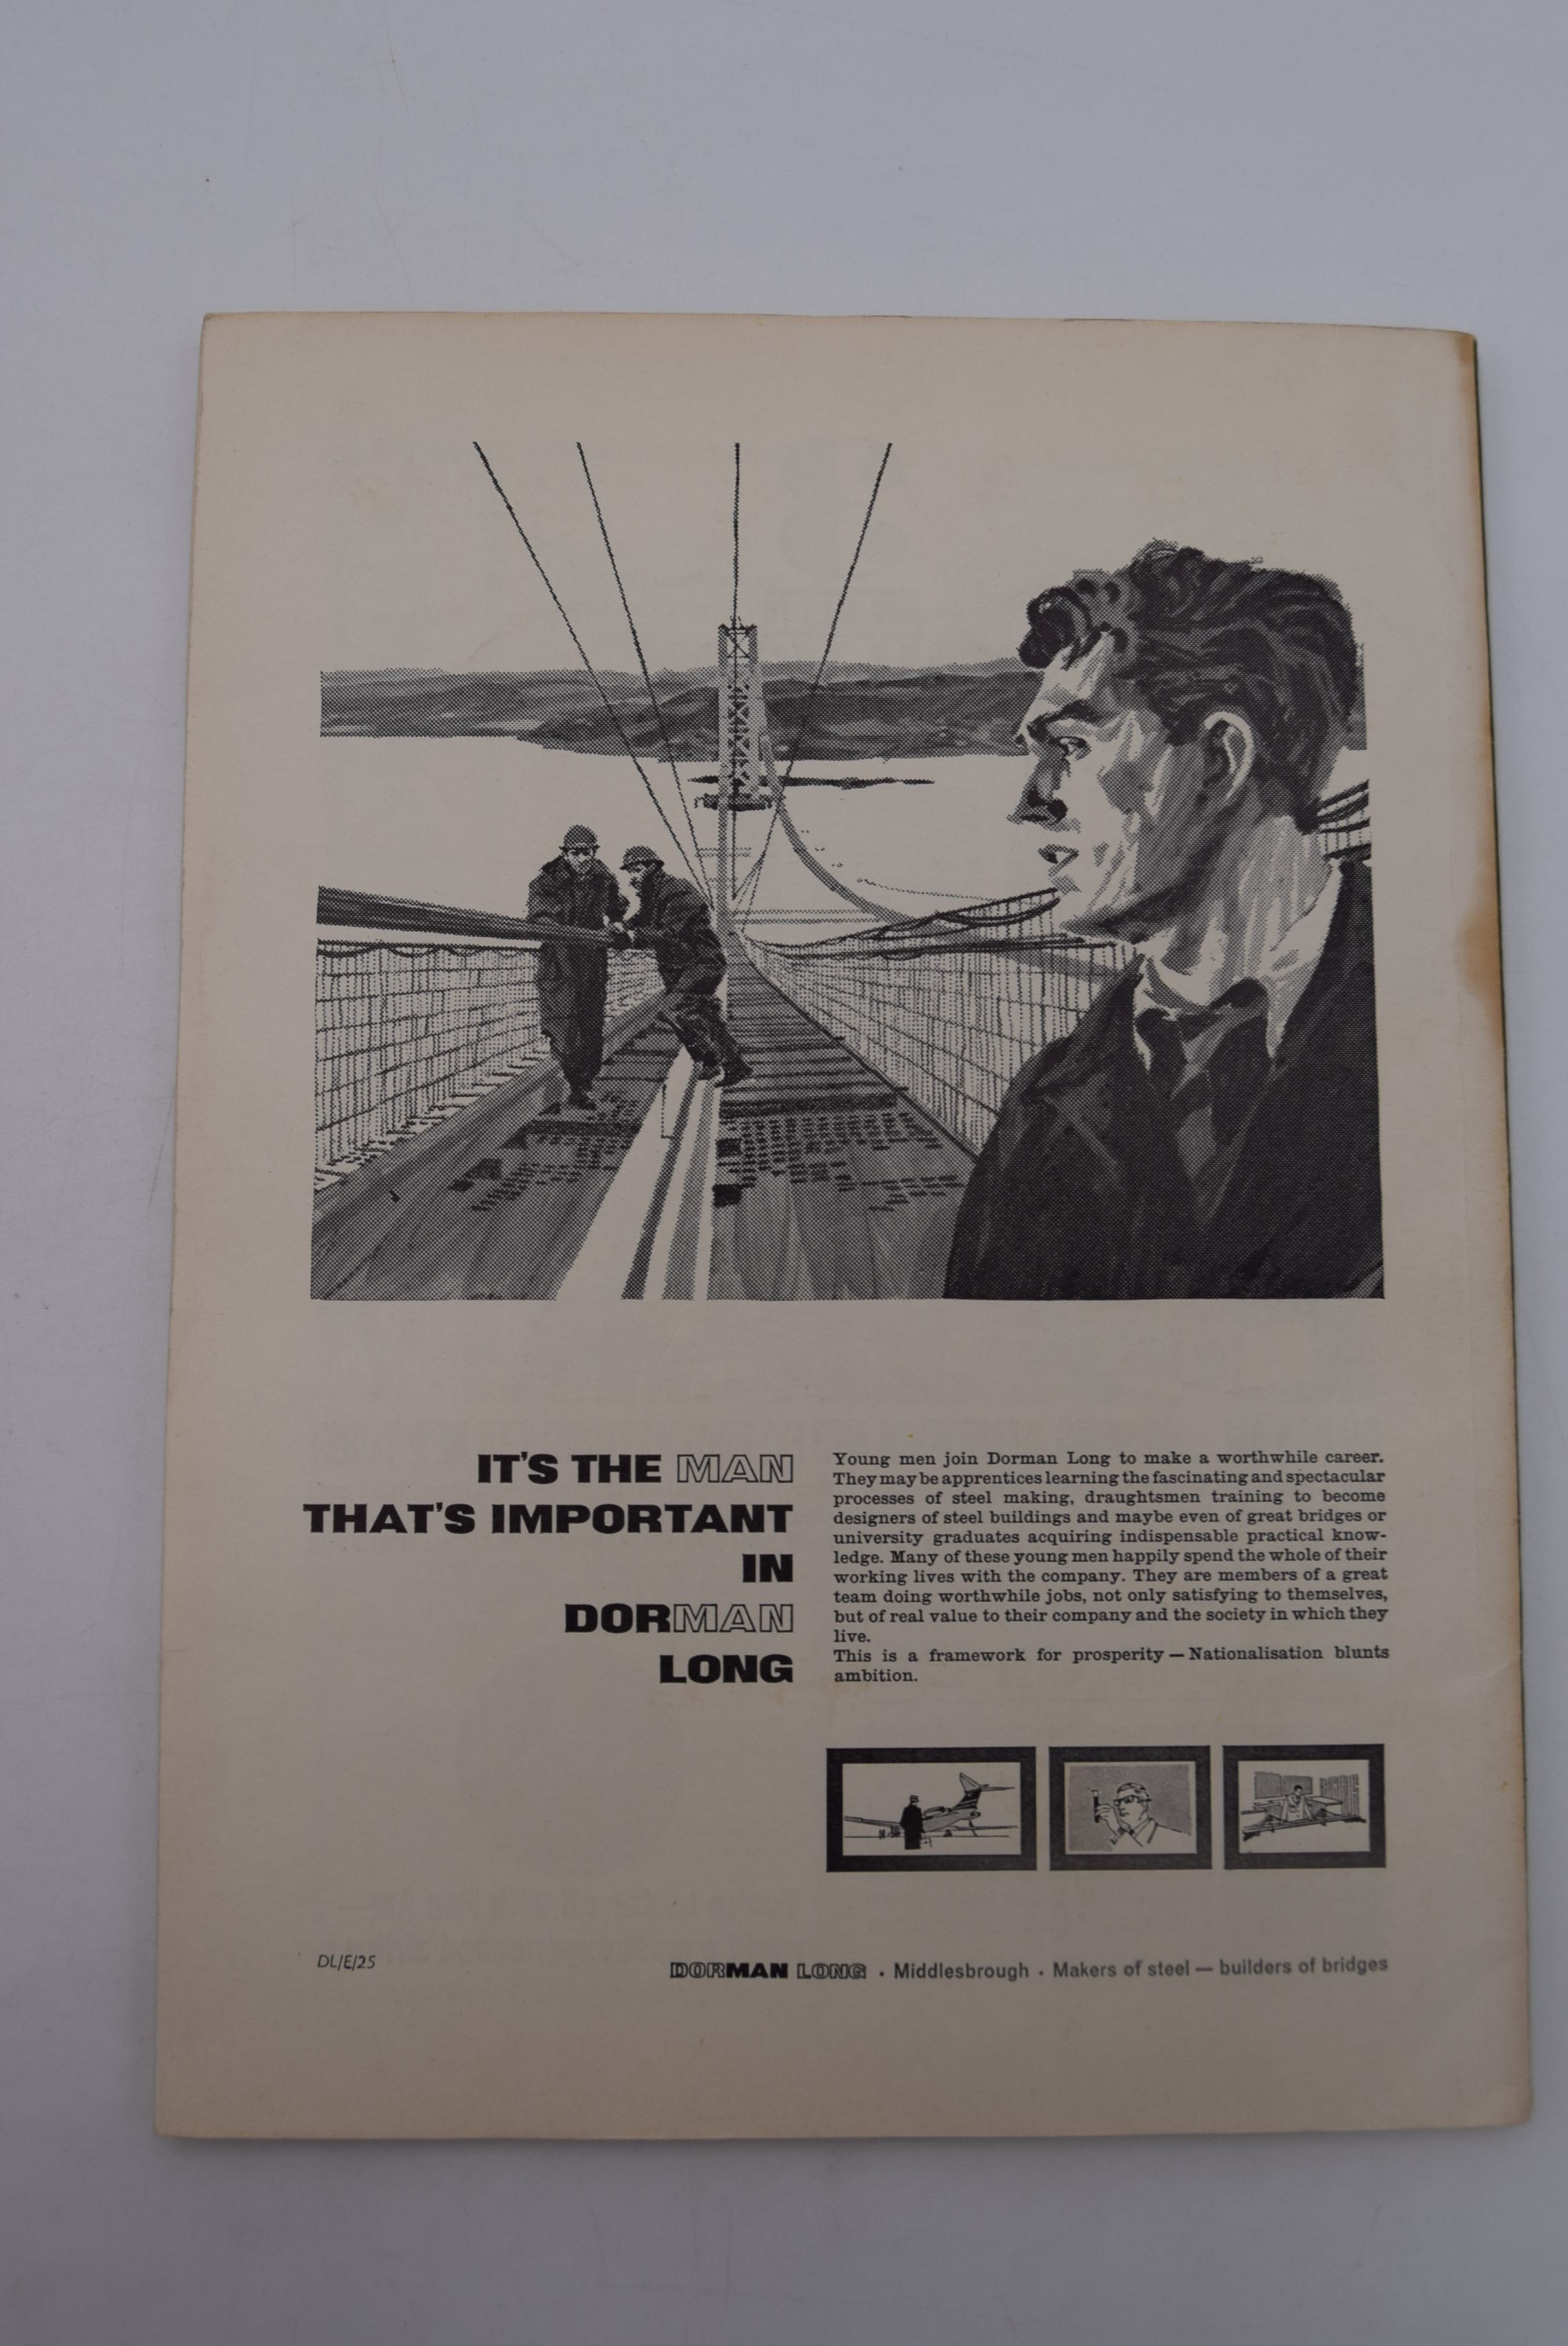 IT'S THE MAN
THAT'S IMPORTANT
IN
DORMAN
LONG
Young men join Dorman Long to make a worthwhile career.
They may be apprentices learning the fascinating and spectacular
processes of steel making, draughtsmen training to become
designers of steel buildings and maybe even of great bridges or
university graduates acquiring indispensable practical know-
ledge. Many of these young men happily spend the whole of their
working lives with the company. They are members of a great
team doing worthwhile jobs, not only satisfying to themselves,
but of real value to their company and the society in which they
live.
This is a framework for prosperity — Nationalisation blunts
ambition.
DL/E/25
DORMAN LONG · Middlesbrough · Makers of steel — builders of bridges